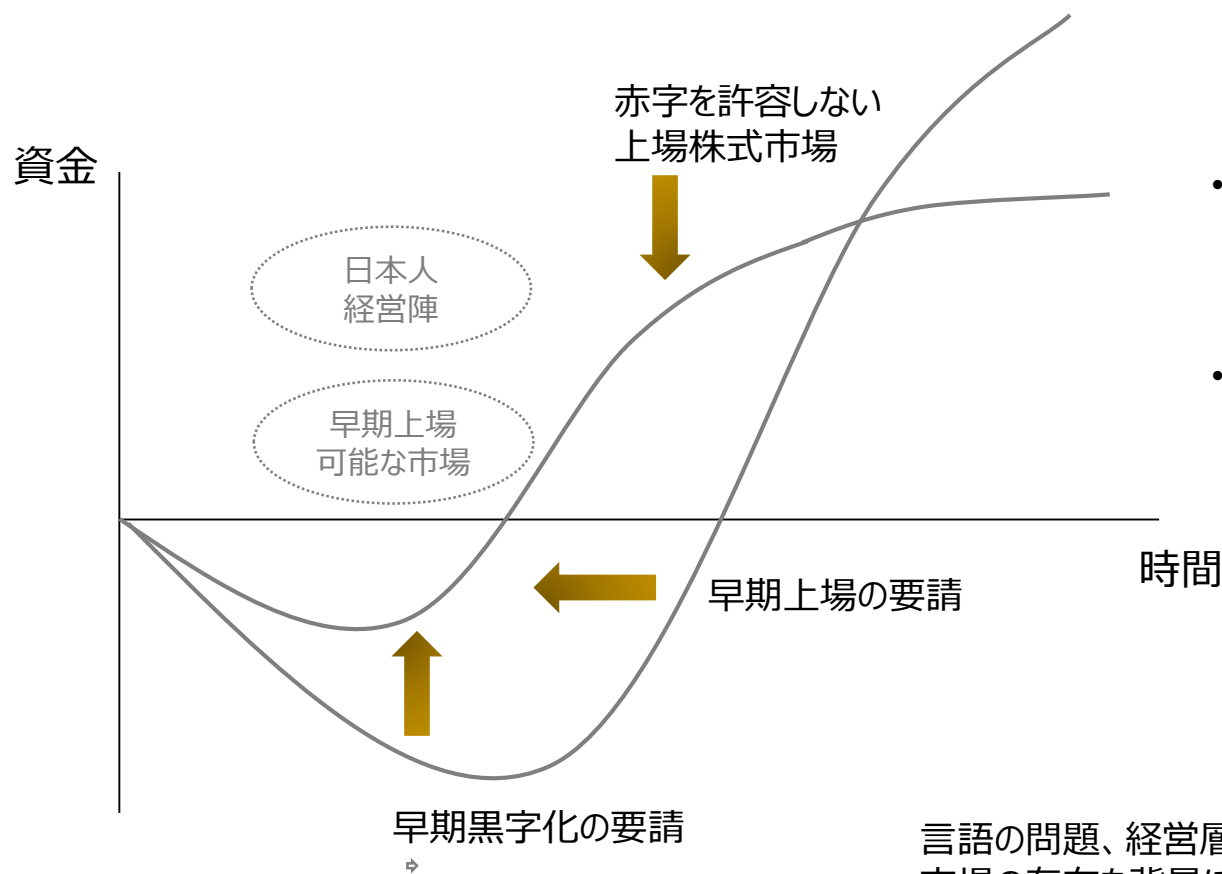 赤字を許容しない
上場株式市場
資金
日本人
経営陣
早期上場
可能な市場
時間
早期上場の要請
早期黒字化の要請
言語の問題、経営層